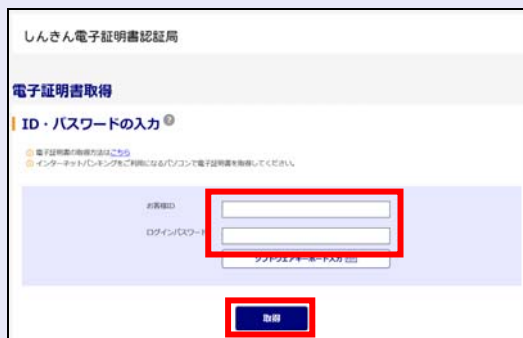 しんきん電子証明書認証局
電子証明書取得
ID・パスワードの入力
電子証明書の取得方法はこちら
インターネットバンキングをご利用になるパソコンで電子証明書を取得してください。
お客様ID
ログインパスワード
ソフトウェアキーボード入力
取得